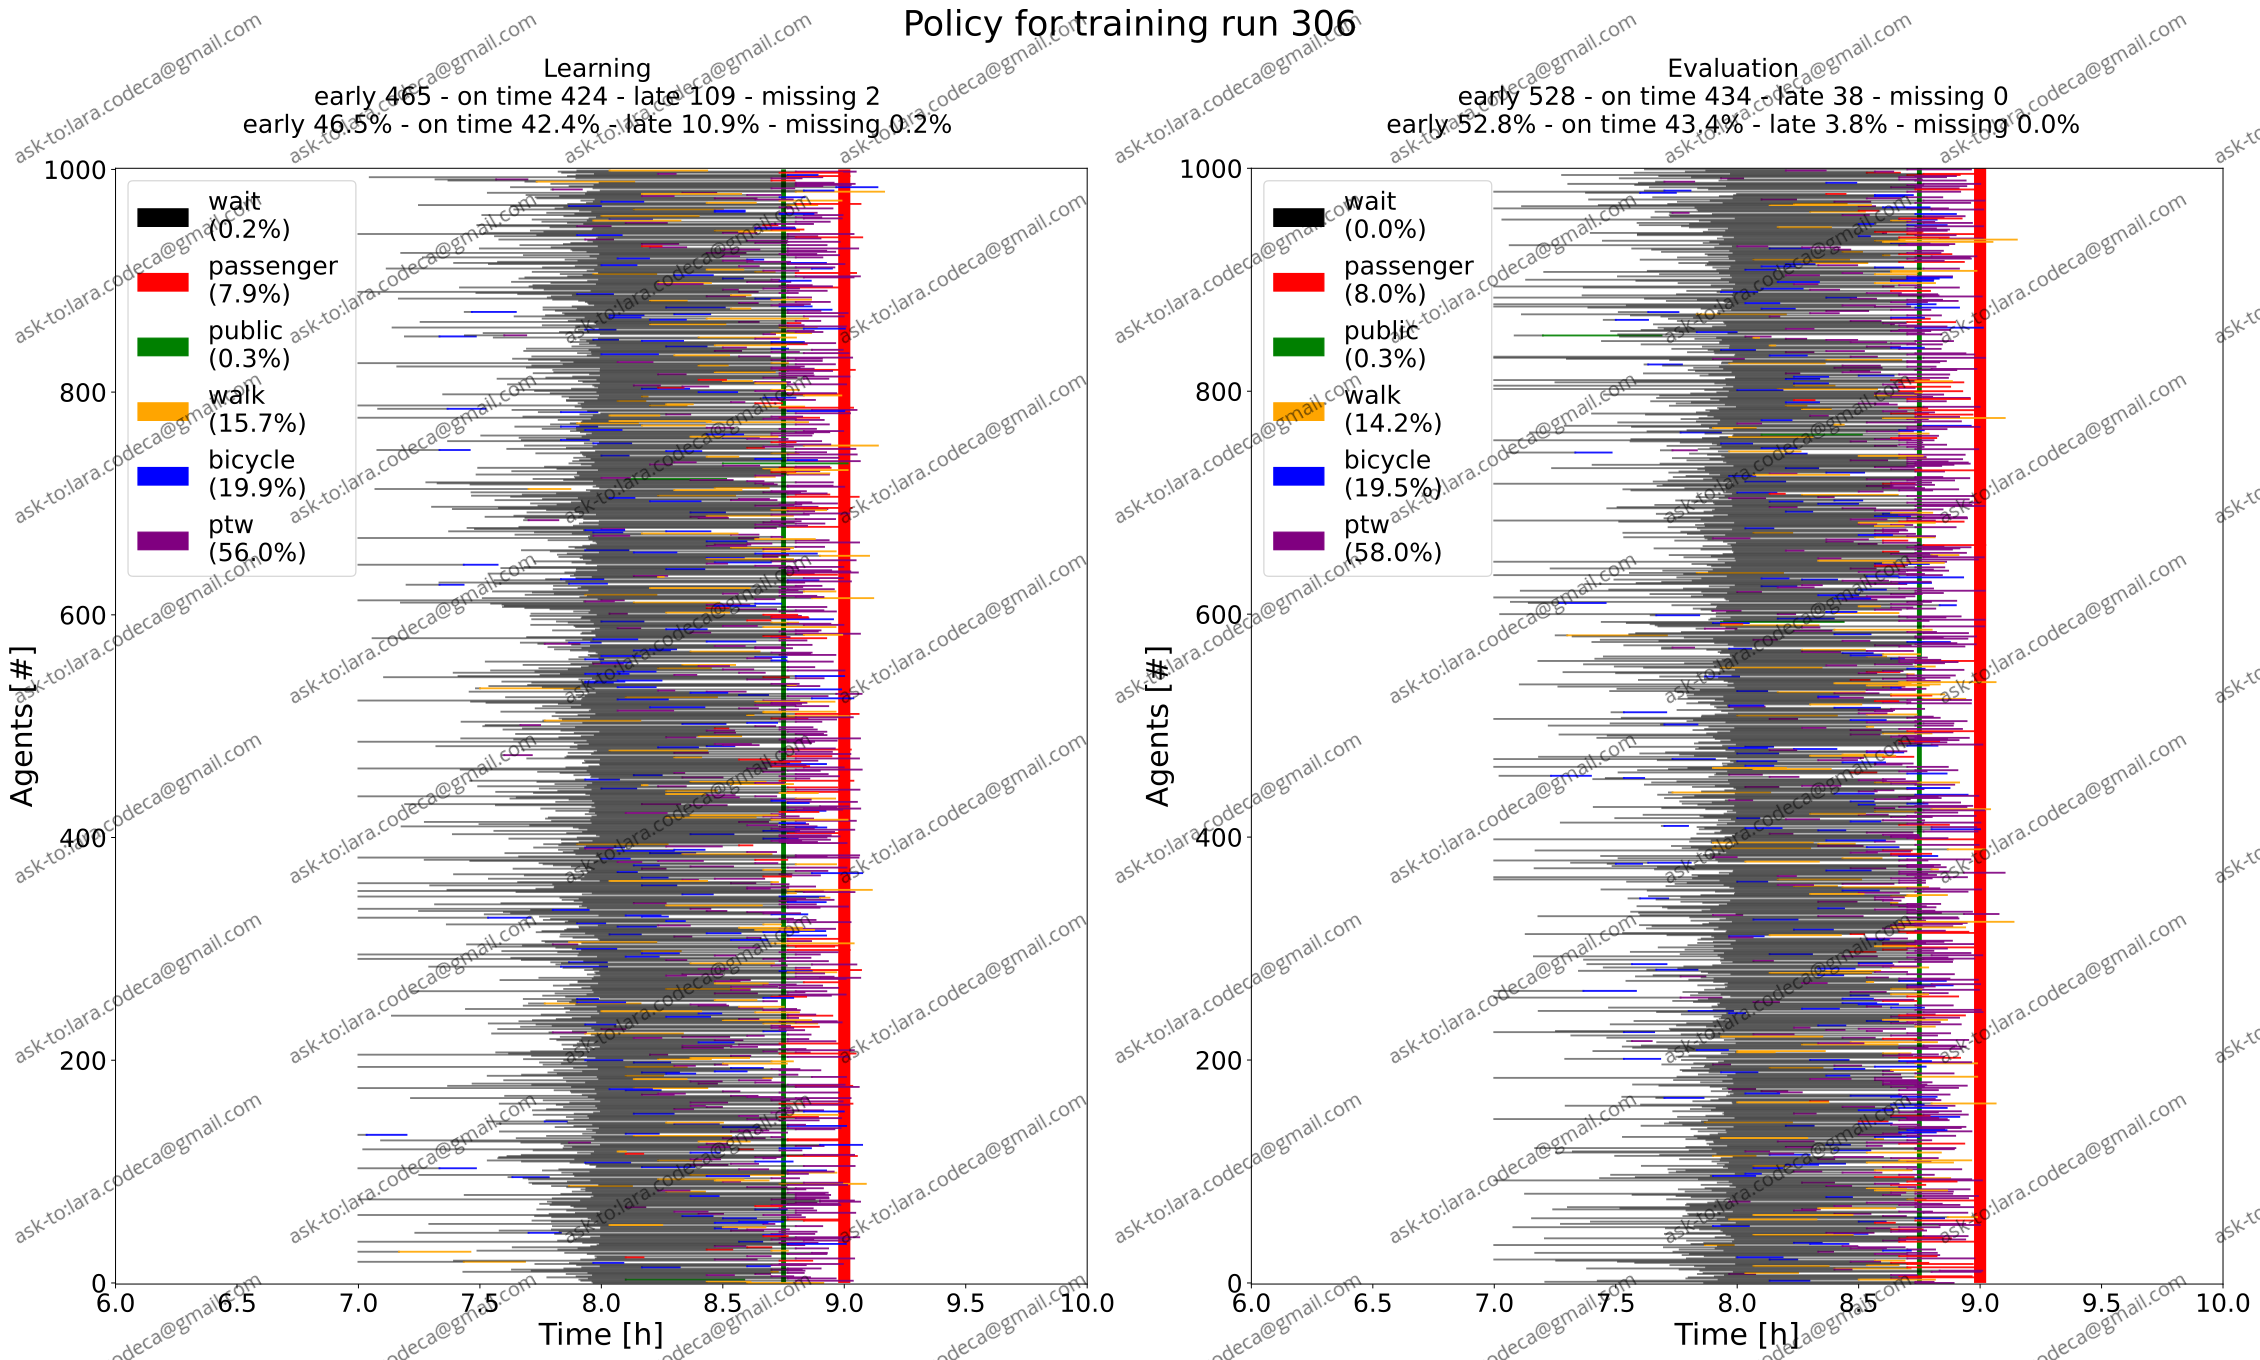 Policy for training run 306
Learning
early 465 - on time 424 - late 109 - missing 2
early 46.5% - on time 42.4% - late 10.9% - missing 0.2%
1000
800
600
400
200
0
Agents [#]
wait
(0.2%)
passenger
(7.9%)
public
(0.3%)
walk
(15.7%)
bicycle
(19.9%)
ptw
(56.0%)
6.0 6.5 7.0 7.5 8.0 8.5 9.0 9.5 10.0
Time [h]
Evaluation
early 528 - on time 434 - late 38 - missing 0
early 52.8% - on time 43.4% - late 3.8% - missing 0.0%
1000
800
600
400
200
0
Agents [#]
wait
(0.0%)
passenger
(8.0%)
public
(0.3%)
walk
(14.2%)
bicycle
(19.5%)
ptw
(58.0%)
6.0 6.5 7.0 7.5 8.0 8.5 9.0 9.5 10.0
Time [h]
ask-to:lara.codeca@gmail.com